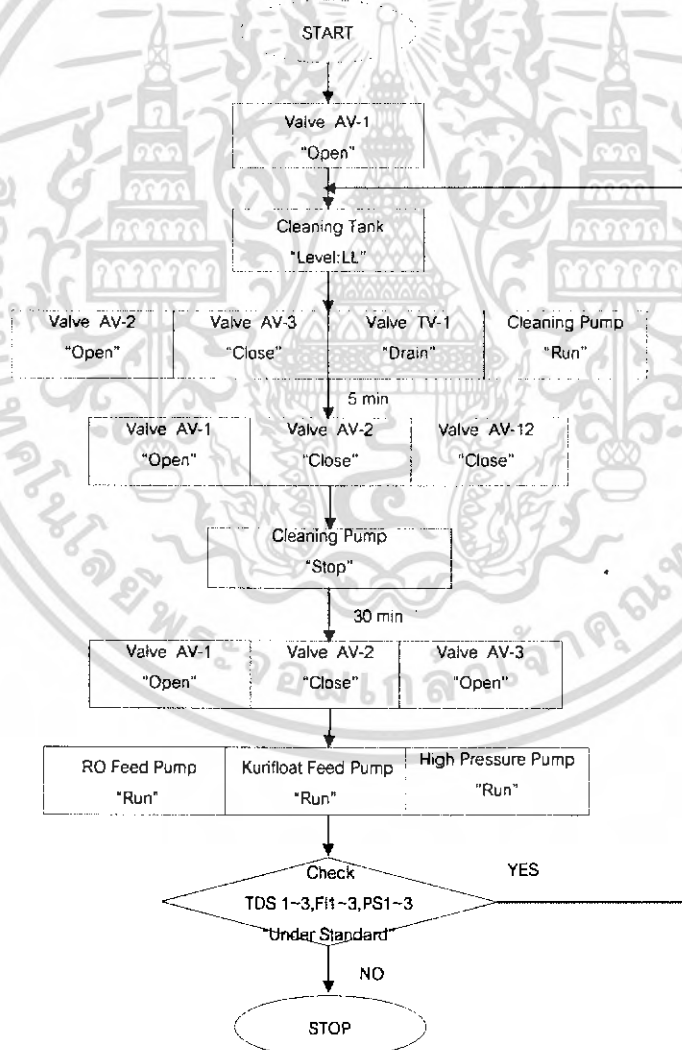 START
Valve AV-1
"Open"
Cleaning Tank
"Level:LL"
Valve AV-2
"Open"
Valve AV-3
"Close"
Valve TV-1
"Drain"
Cleaning Pump
"Run"
5 min
Valve AV-1
"Open"
Valve AV-2
"Close"
Valve AV-12
"Close"
Cleaning Pump
"Stop"
30 min
Valve AV-1
"Open"
Valve AV-2
"Close"
Valve AV-3
"Open"
RO Feed Pump
"Run"
Kurifloat Feed Pump
"Run"
High Pressure Pump
"Run"
Check
TDS 1~3,FI1~3,PS1~3
"Under Standard"
YES
NO
STOP